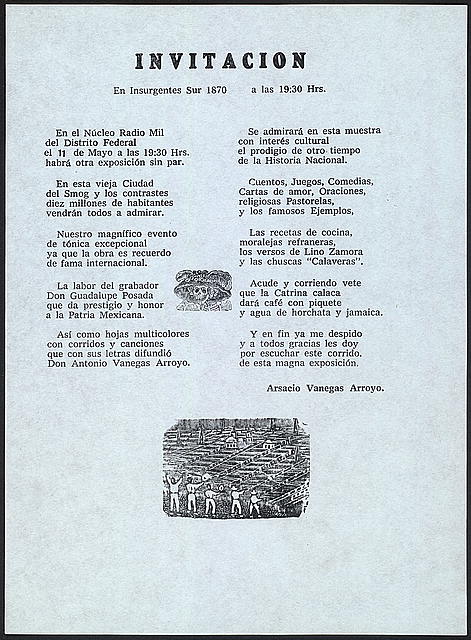 INVITACION
En Insurgentes Sur 1870 a las 19:30 Hrs.
En el Núcleo Radio Mil
del Distrito Federal
el 11 de Mayo a las 19:30 Hrs.
habrá otra exposición sin par.
En esta vieja Ciudad
del Smog y los contrastes
diez millones de habitantes
vendrán todos a admirar.
Nuestro magnífico evento
de tónica excepcional
ya que la obra es recuerdo
de fama internacional.
La labor del grabador
Don Guadalupe Posada
que da prestigio y honor
a la Patria Mexicana.
Así como hojas multicolores
con corridos y canciones
que con sus letras difundió
Don Antonio Vanegas Arroyo.
Se admirará en esta muestra
con interés cultural
el prodigio de otro tiempo
de la Historia Nacional.
Cuentos, Juegos, Comedias,
Cartas de amor, Oraciones,
religiosas Pastorelas,
y los famosos Ejemplos,
Las recetas de cocina,
moralejas refraneras,
los versos de Lino Zamora
y las chuscas "Calaveras".
Acude y corriendo vete
que la Catrina calaca
dará café con piquete
y agua de horchata y jamaica.
Y en fin ya me despido
y a todos gracias les doy
por escuchar este corrido.
de esta magna exposición.
Arsacio Vanegas Arroyo.